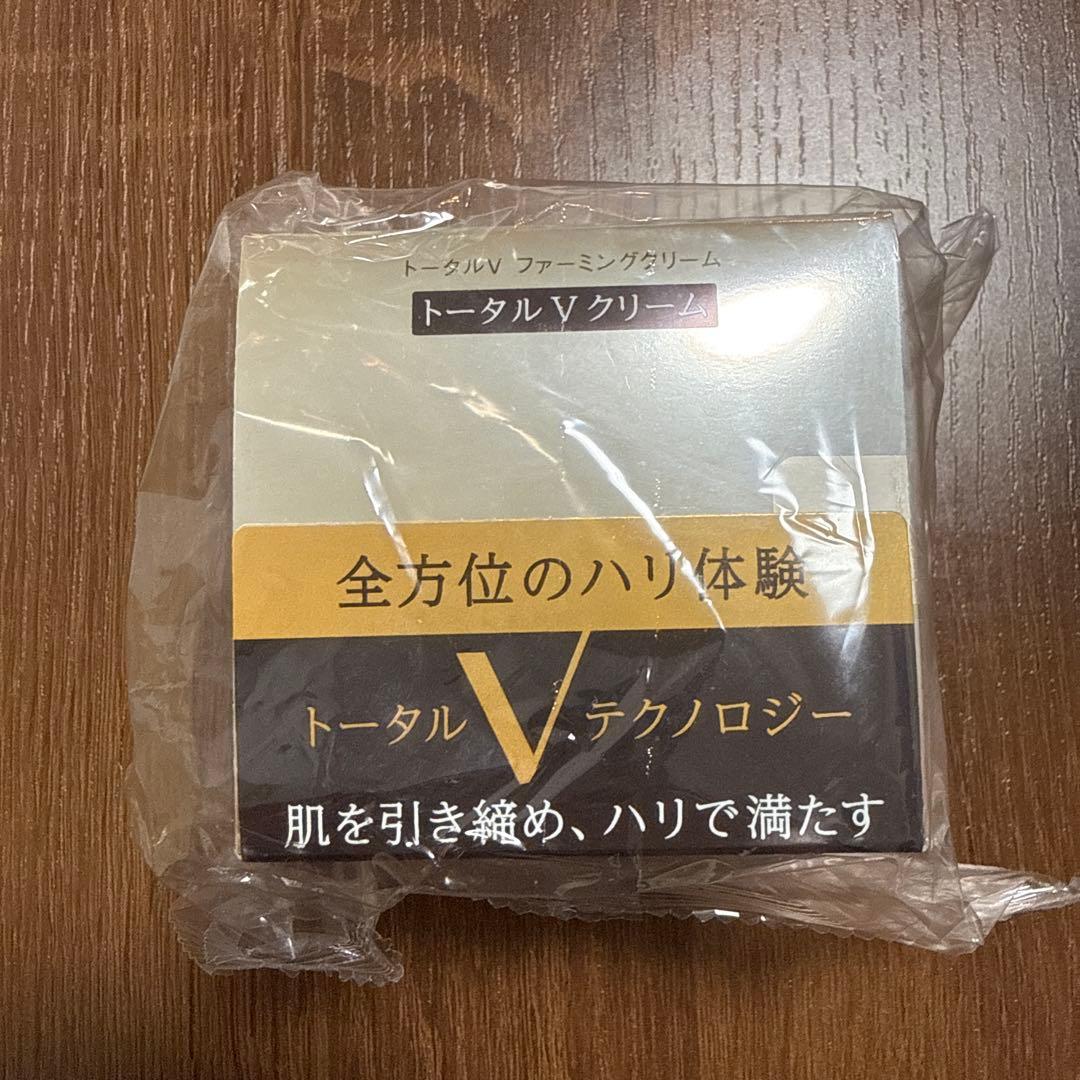 トータルV ファーミングクリーム
トータルVクリーム
全方位のハリ体験
トータルVテクノロジー
肌を引き締め、ハリで満たす